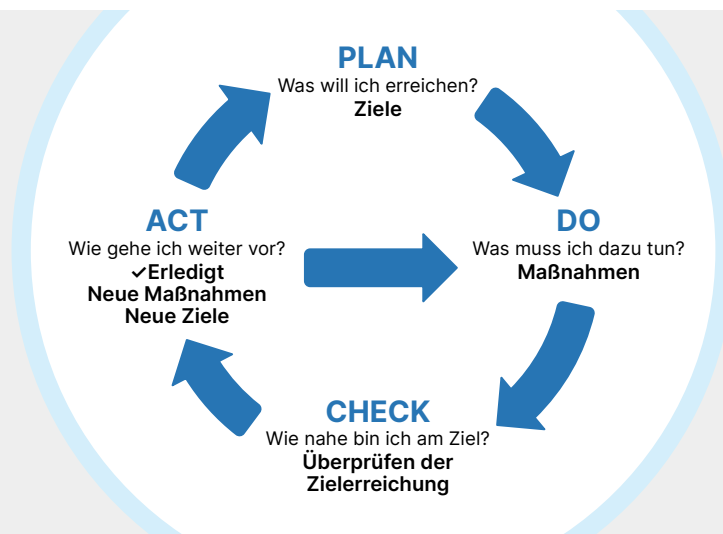 PLAN
Was will ich erreichen?
Ziele
DO
Was muss ich dazu tun?
Maßnahmen
CHECK
Wie nahe bin ich am Ziel?
Überprüfen der
Zielerreichung
ACT
Wie gehe ich weiter vor?
✓Erledigt
Neue Maßnahmen
Neue Ziele